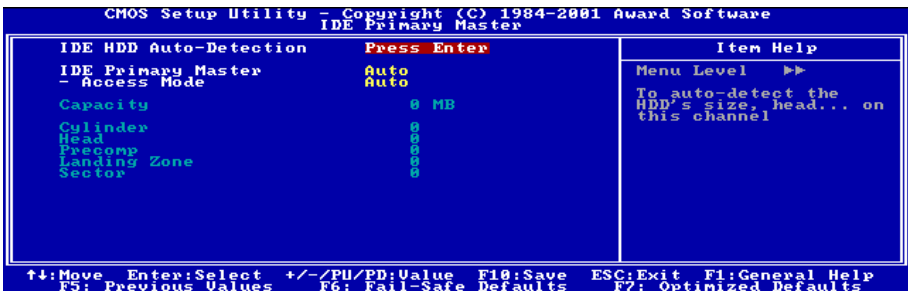 CMOS Setup Utility – Copyright (C) 1984-2001 Award Software
IDE Primary Master
IDE HDD Auto-Detection Press Enter
IDE Primary Master Auto
- Access Mode Auto
Capacity 0 MB
Cylinder 0
Head 0
Precomp 0
Landing Zone 0
Sector 0
Item Help
Menu Level ▶▶
To auto-detect the
HDD's size, head... on
this channel
↑↓:Move Enter:Select +/-/PU/PD:Value F10:Save ESC:Exit F1:General Help
F5: Previous Values F6: Fail-Safe Defaults F7: Optimized Defaults